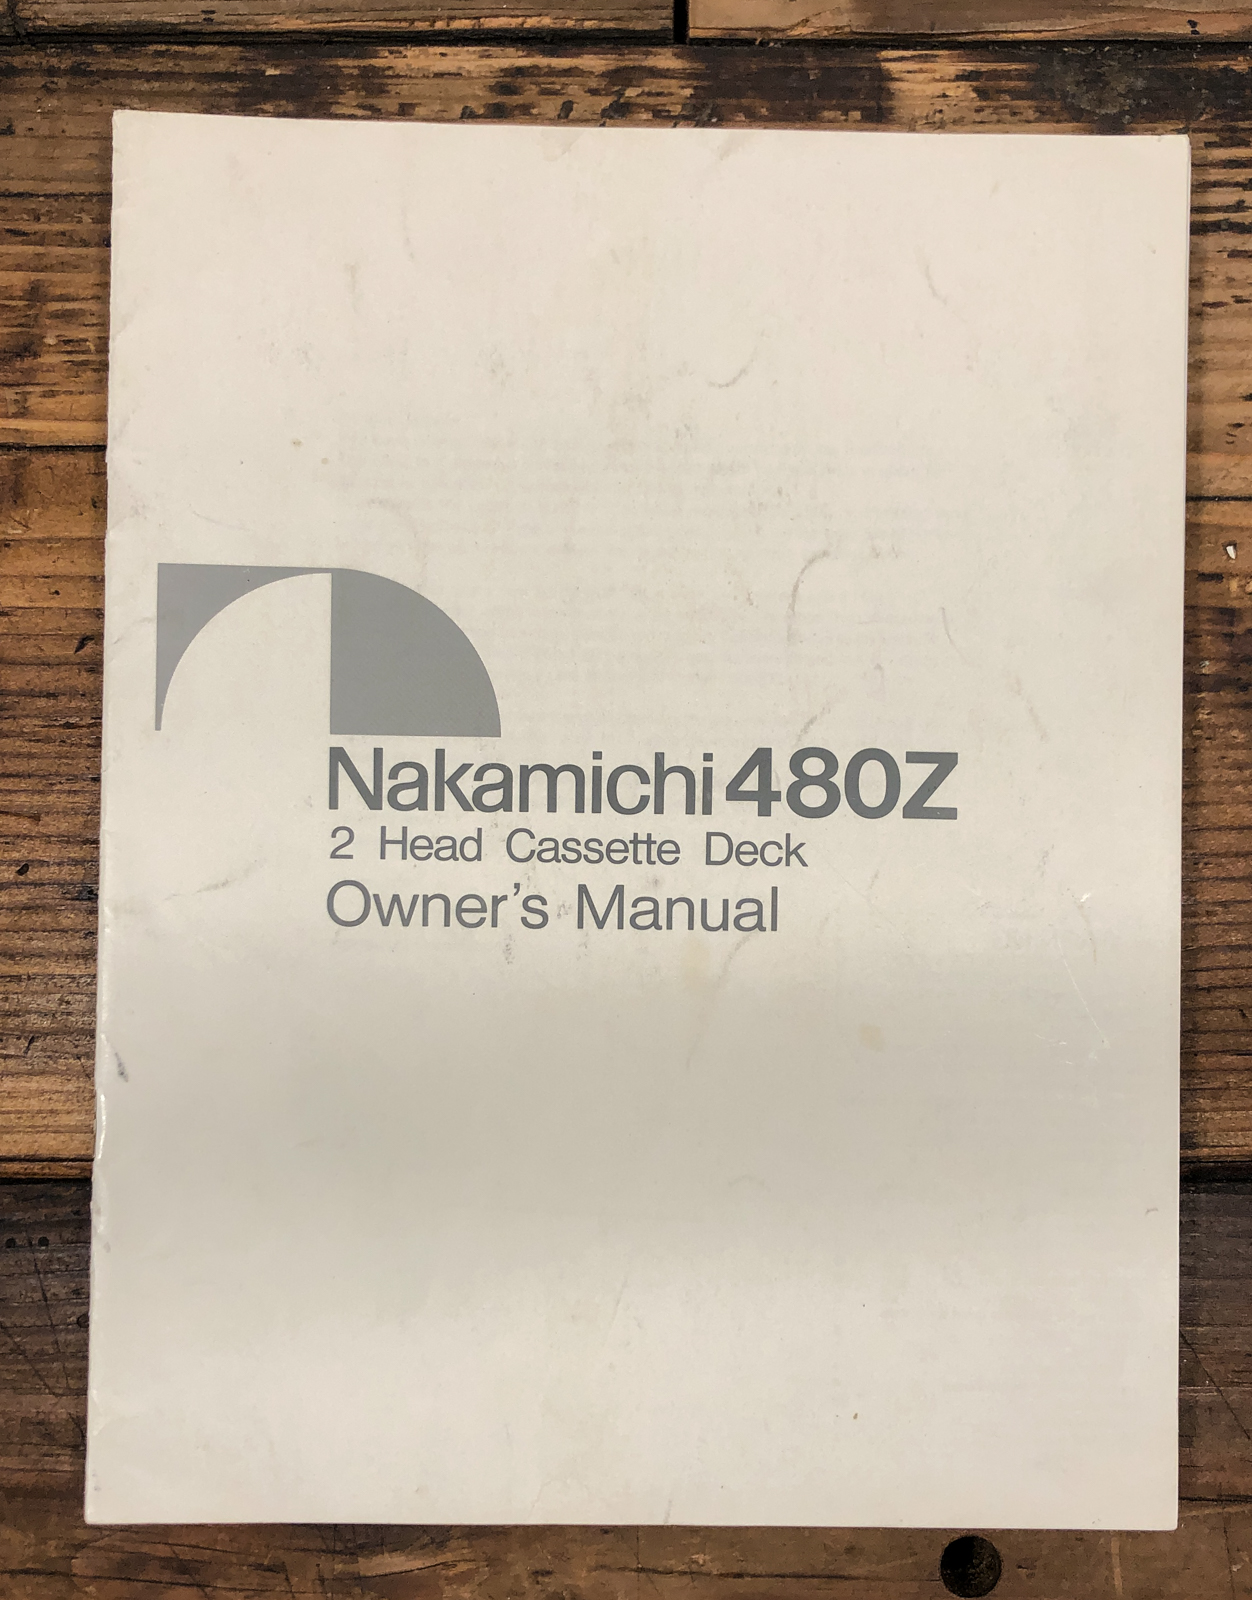 Nakamichi 480Z
2 Head Cassette Deck
Owner's Manual